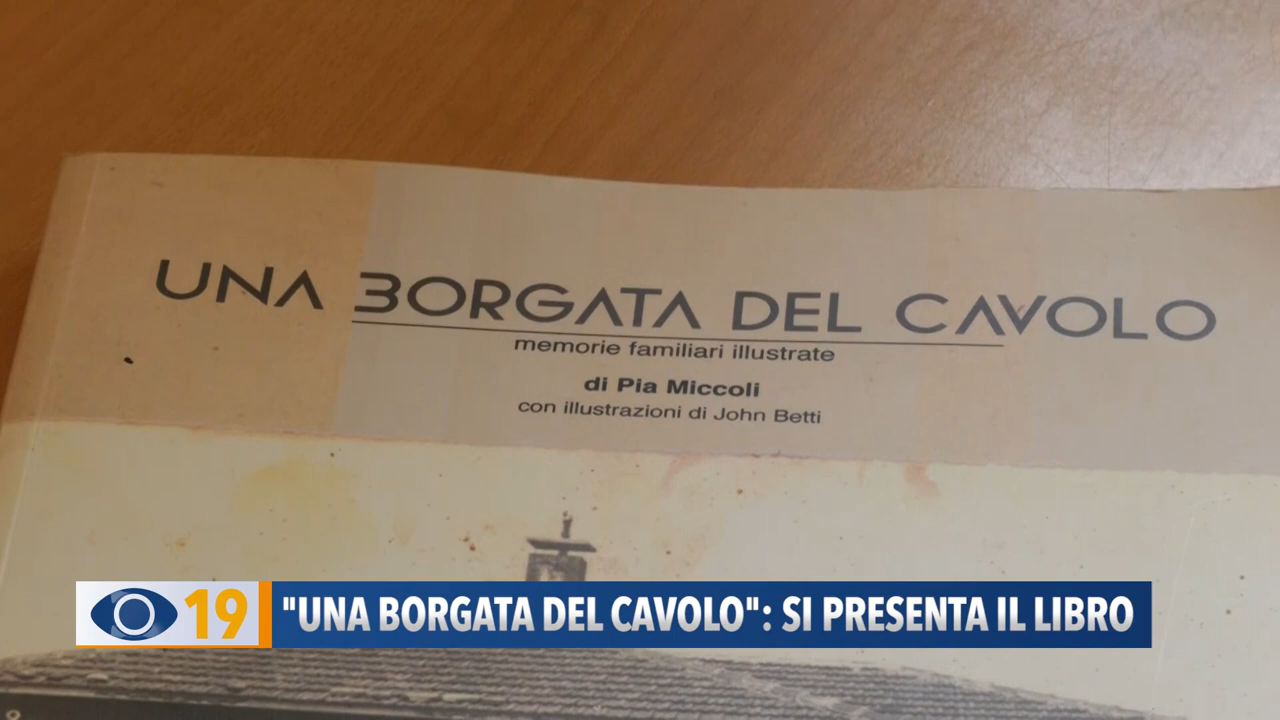 UNA BORGATA DEL CAVOLO
memorie familiari illustrate
di Pia Miccoli
con illustrazioni di John Betti
19
"UNA BORGATA DEL CAVOLO": SI PRESENTA IL LIBRO